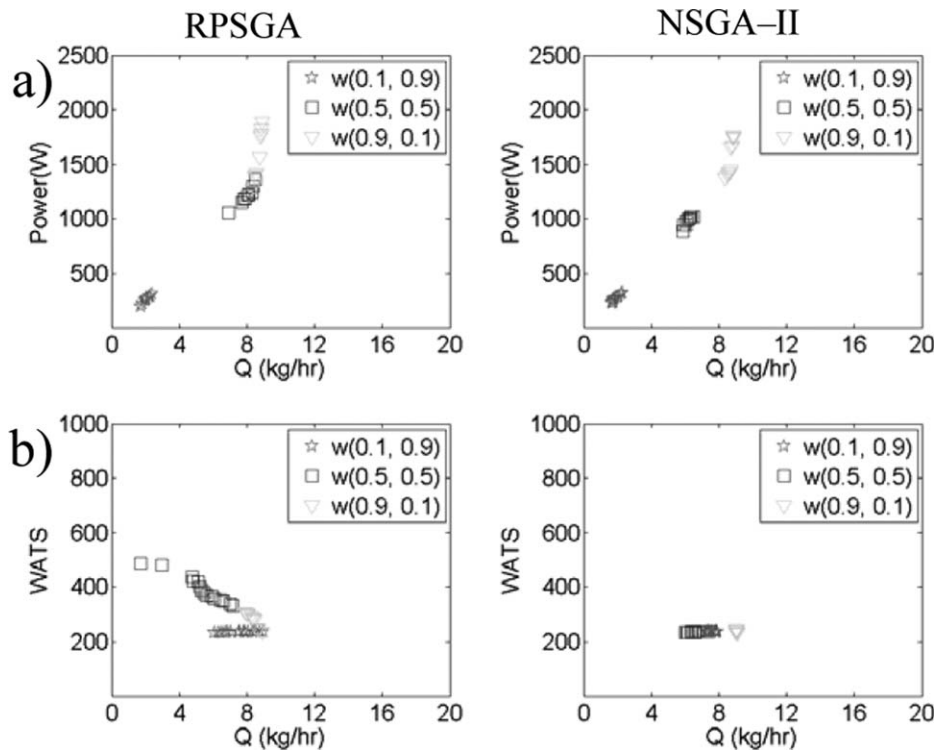 RPSGA
NSGA–II
a)
2500
2000
1500
1000
500
Power(W)
0 4 8 12 16 20
Q (kg/hr)
w(0.1, 0.9)
w(0.5, 0.5)
w(0.9, 0.1)
2500
2000
1500
1000
500
Power(W)
0 4 8 12 16 20
Q (kg/hr)
w(0.1, 0.9)
w(0.5, 0.5)
w(0.9, 0.1)
b)
1000
800
600
400
200
WATS
0 4 8 12 16 20
Q (kg/hr)
w(0.1, 0.9)
w(0.5, 0.5)
w(0.9, 0.1)
1000
800
600
400
200
WATS
0 4 8 12 16 20
Q (kg/hr)
w(0.1, 0.9)
w(0.5, 0.5)
w(0.9, 0.1)